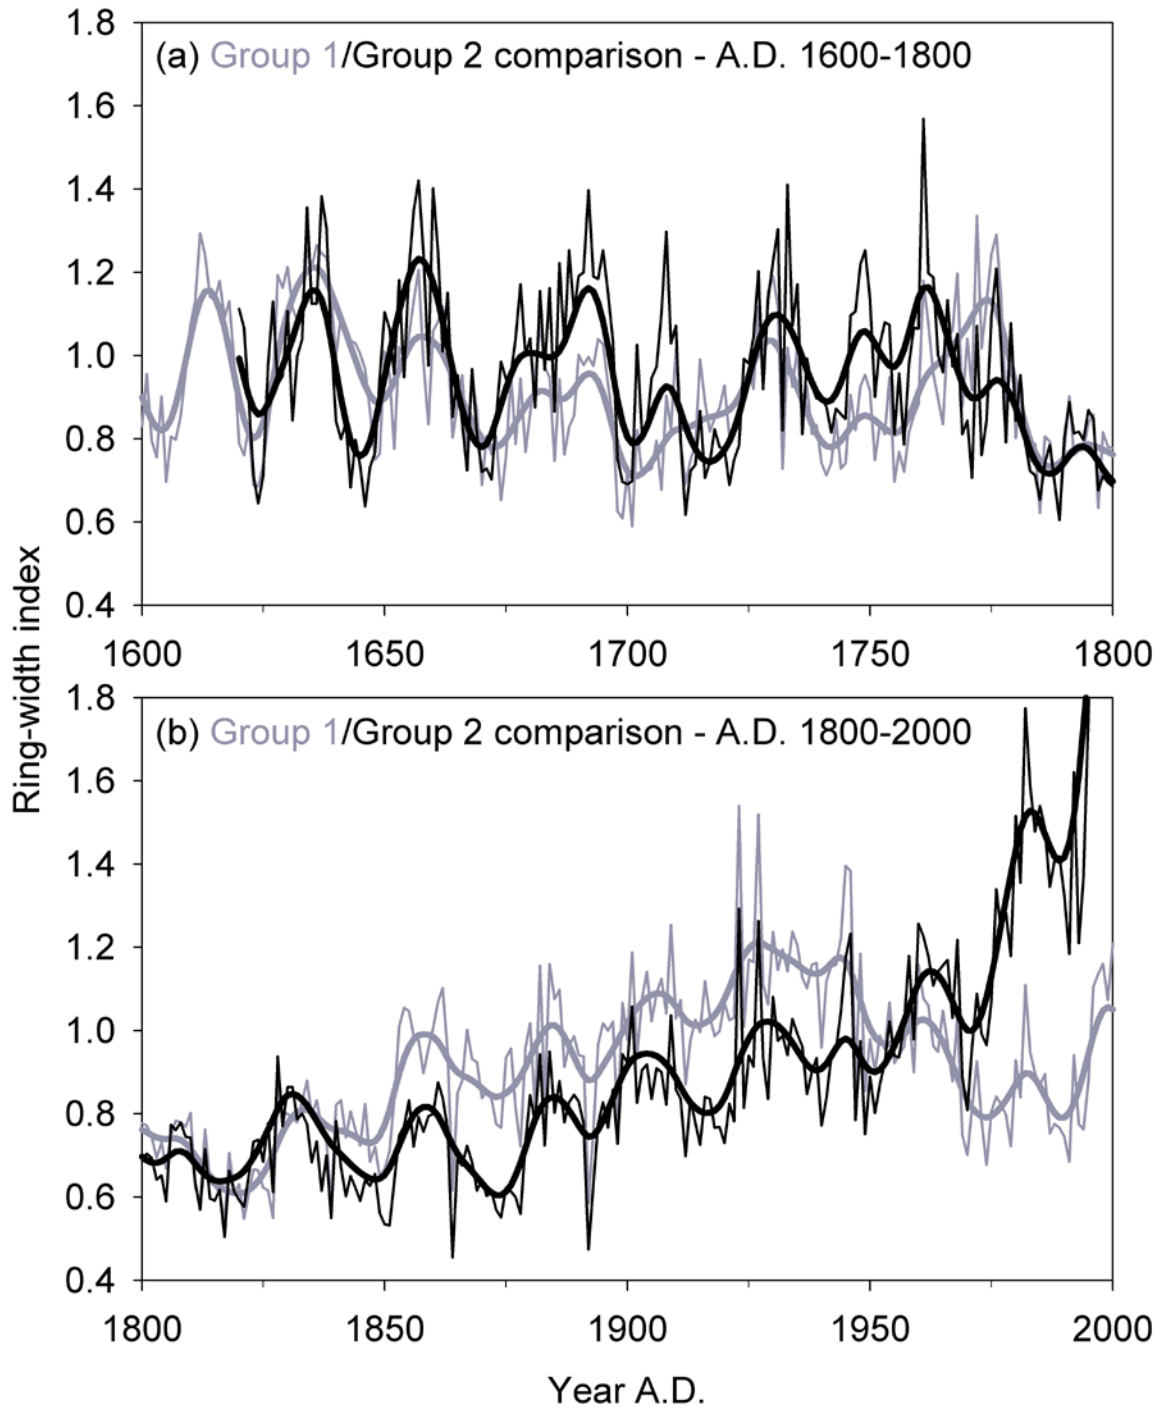 1.8
(a) Group 1/Group 2 comparison - A.D. 1600-1800
1.6
1.4
1.2
1.0
0.8
0.6
0.4
1600 1650 1700 1750 1800
Ring-width index
1.8
(b) Group 1/Group 2 comparison - A.D. 1800-2000
1.6
1.4
1.2
1.0
0.8
0.6
0.4
1800 1850 1900 1950 2000
Year A.D.